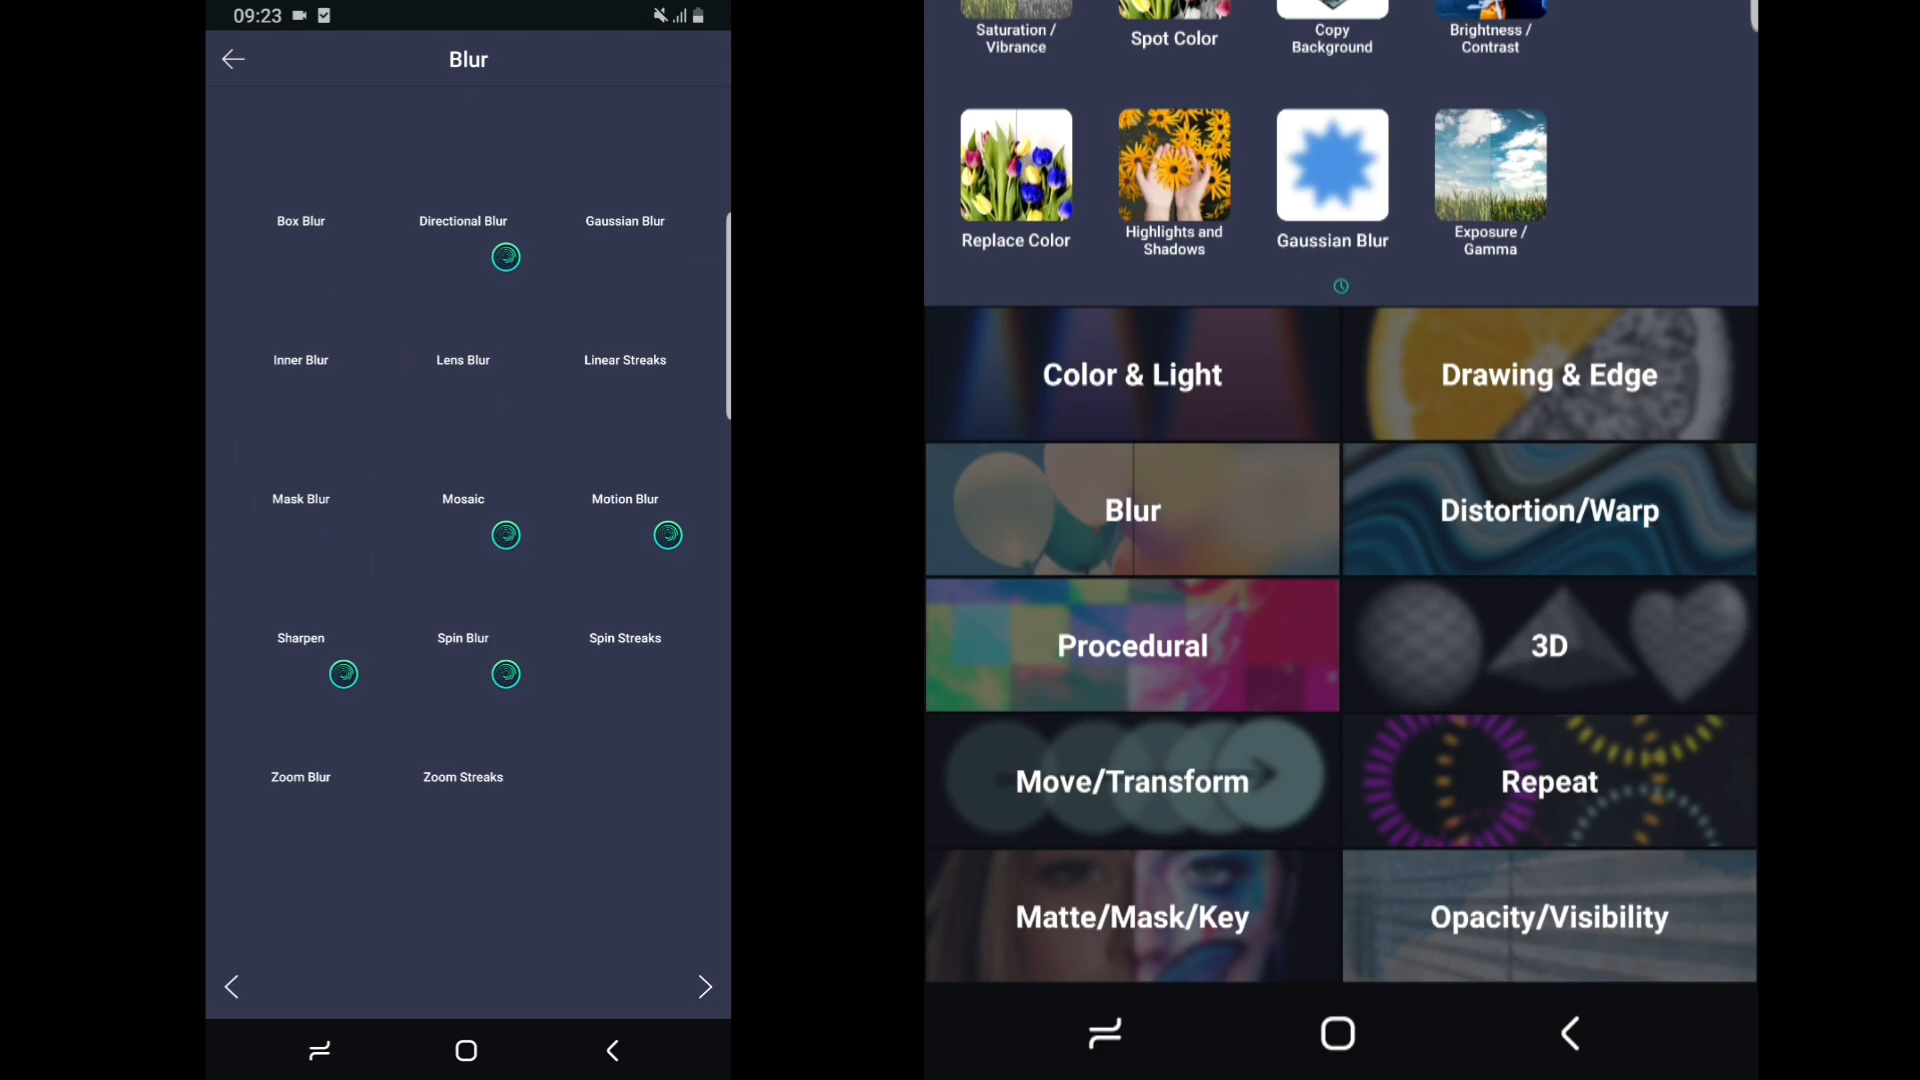 09:23
Blur
Box Blur
Directional Blur
Gaussian Blur
Inner Blur
Lens Blur
Linear Streaks
Mask Blur
Mosaic
Motion Blur
Sharpen
Spin Blur
Spin Streaks
Zoom Blur
Zoom Streaks
Saturation /
Vibrance
Spot Color
Copy
Background
Brightness /
Contrast
Replace Color
Highlights and
Shadows
Gaussian Blur
Exposure /
Gamma
Color & Light
Drawing & Edge
Blur
Distortion/Warp
Procedural
3D
Move/Transform
Repeat
Matte/Mask/Key
Opacity/Visibility